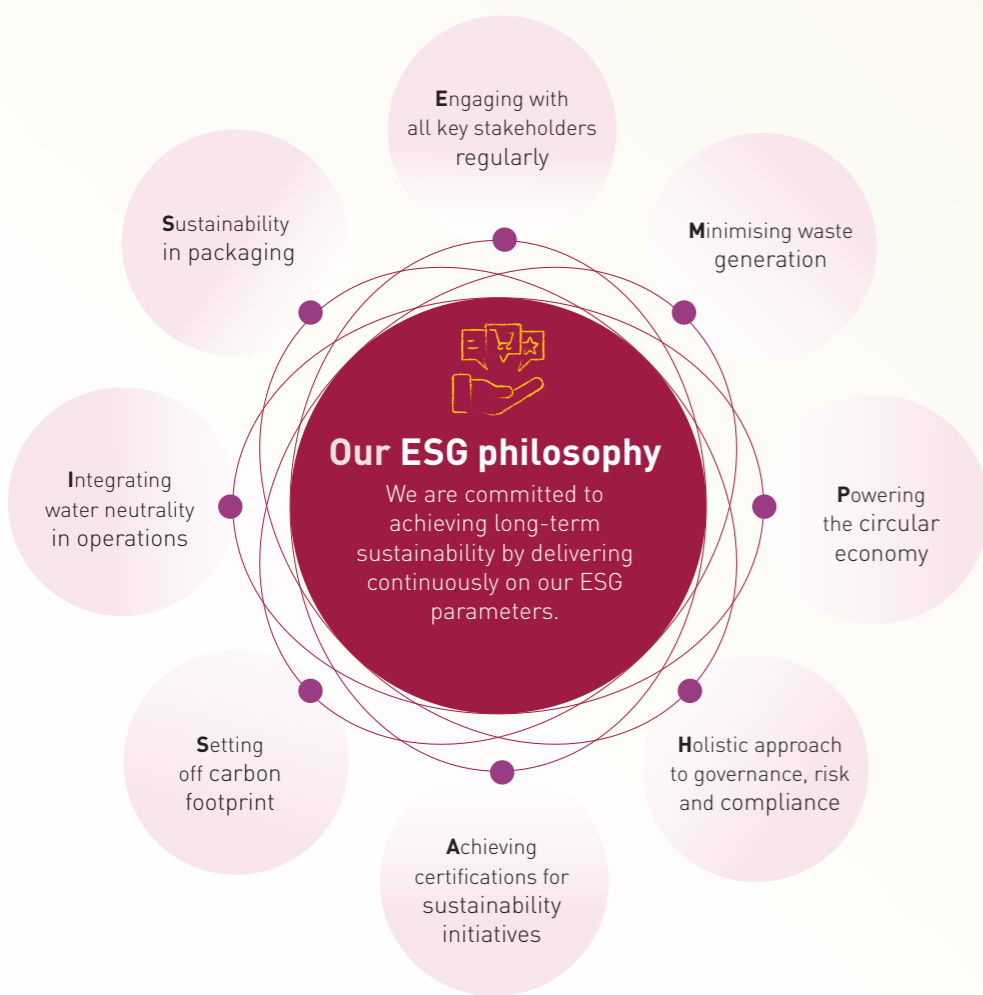 Engaging with
all key stakeholders
regularly
Minimising waste
generation
Powering
the circular
economy
Holistic approach
to governance, risk
and compliance
Achieving
certifications for
sustainability
initiatives
Setting
off carbon
footprint
Integrating
water neutrality
in operations
Sustainability
in packaging
Our ESG philosophy
We are committed to
achieving long-term
sustainability by delivering
continuously on our ESG
parameters.